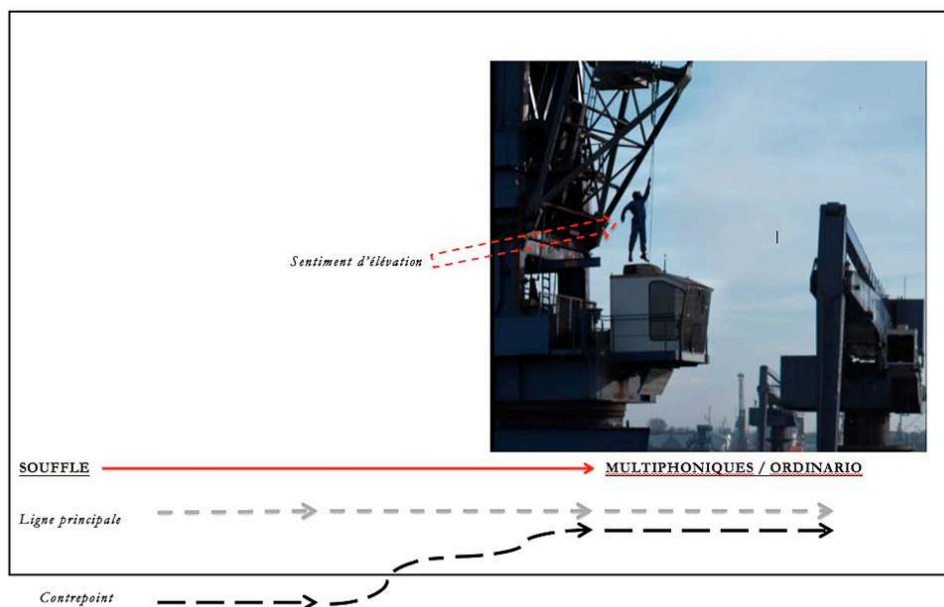 Sentiment d'élévation
SOUFFLE
MULTIPHONIQUES / ORDINARIO
Ligne principale
Contrepoint